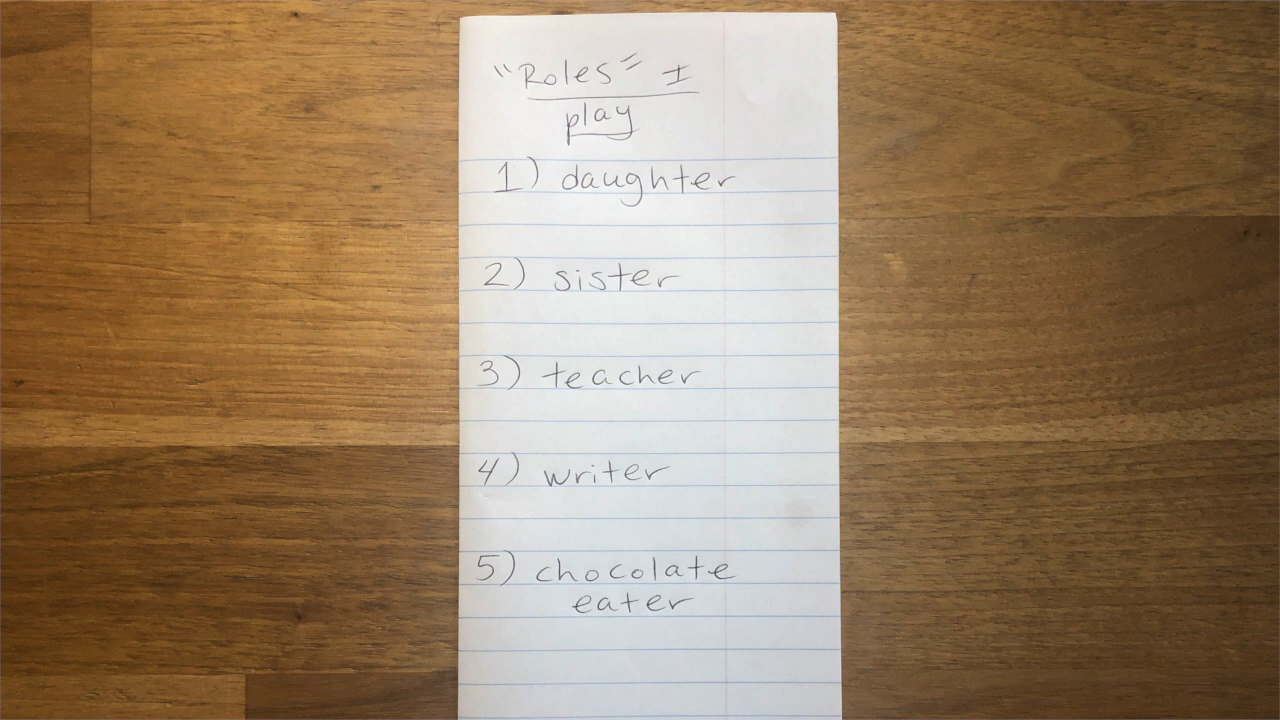 "Roles" I
play
1) daughter
2) sister
3) teacher
4) writer
5) chocolate
eater